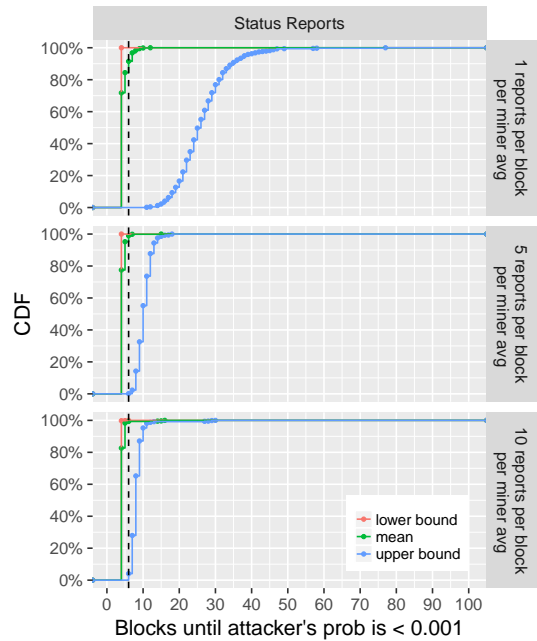 Status Reports
CDF
100%
80%
60%
40%
20%
0%
1 reports per block
per miner avg
100%
80%
60%
40%
20%
0%
5 reports per block
per miner avg
100%
80%
60%
40%
20%
0%
10 reports per block
per miner avg
lower bound
mean
upper bound
0 10 20 30 40 50 60 70 80 90 100
Blocks until attacker's prob is < 0.001